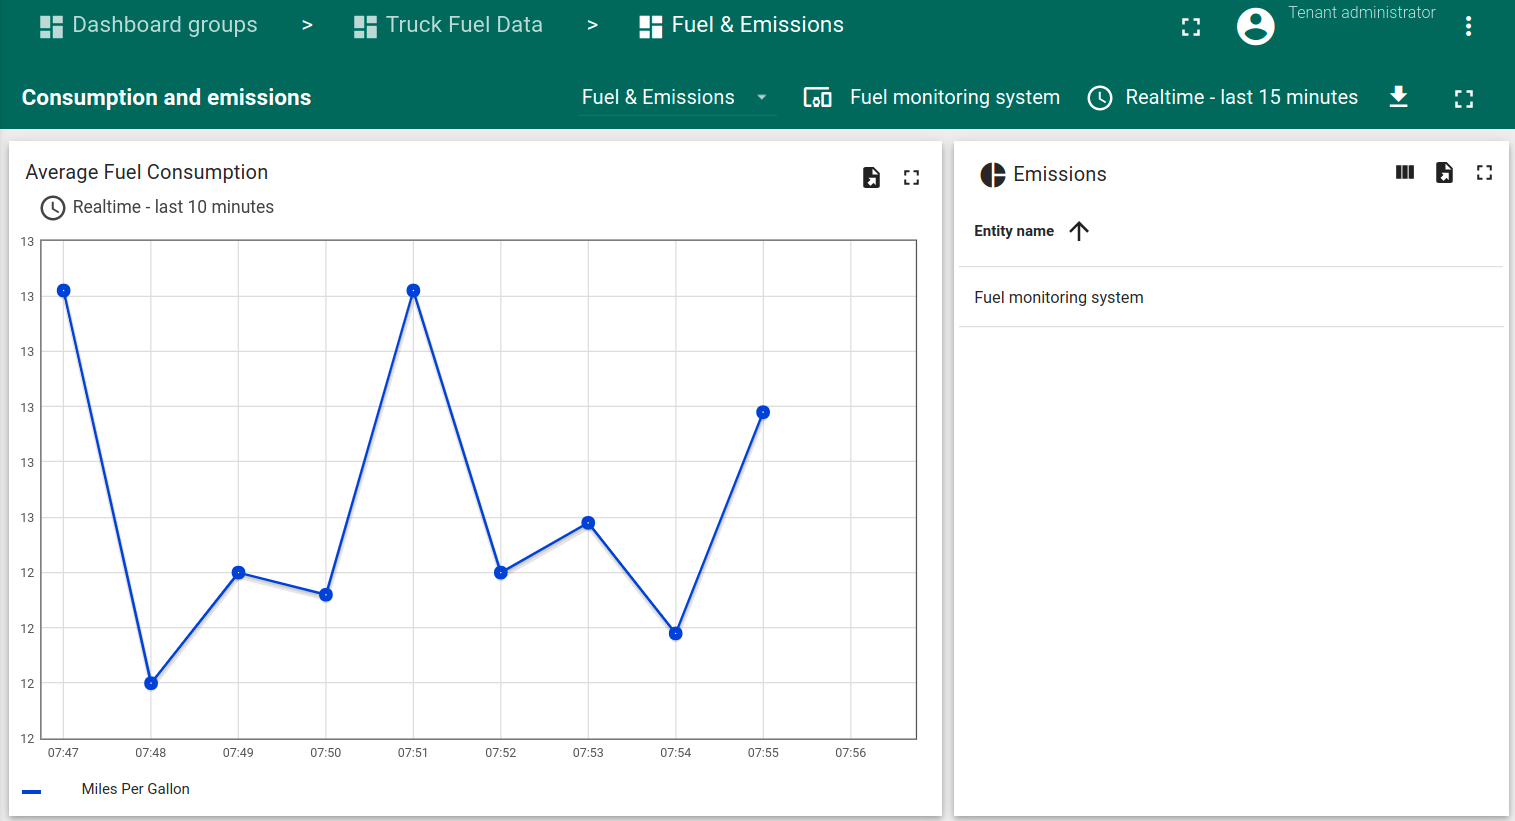 Dashboard groups > Truck Fuel Data > Fuel & Emissions
Tenant administrator
Consumption and emissions
Fuel & Emissions
Fuel monitoring system
Realtime - last 15 minutes
Average Fuel Consumption
Realtime - last 10 minutes
13
13
13
13
13
13
12
12
12
12
07:47 07:48 07:49 07:50 07:51 07:52 07:53 07:54 07:55 07:56
Miles Per Gallon
Emissions
Entity name
Fuel monitoring system